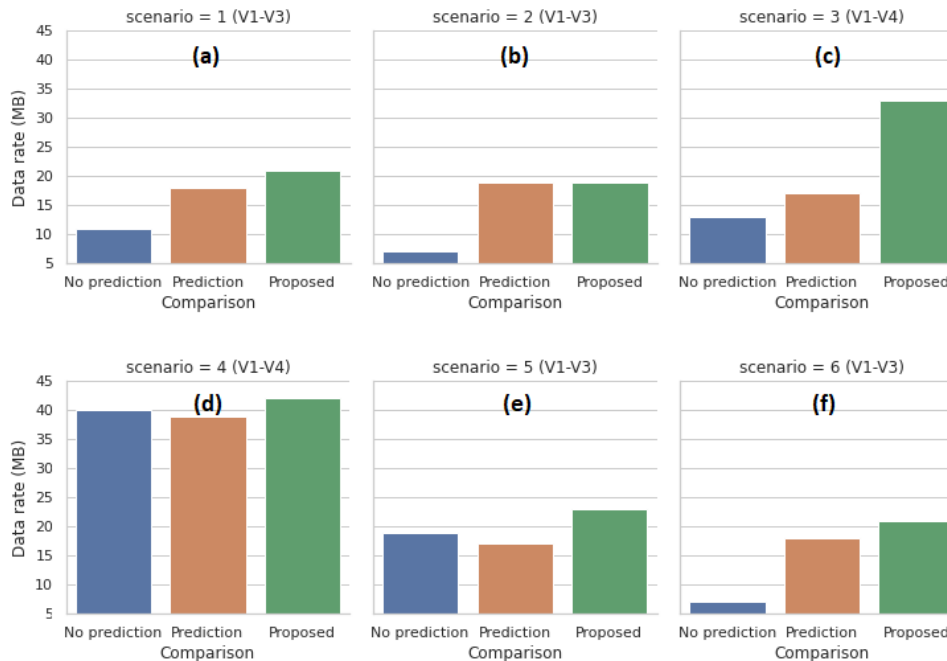 scenario = 1 (V1-V3)
scenario = 2 (V1-V3)
scenario = 3 (V1-V4)
45
40
35
30
25
20
15
10
5
Data rate (MB)
(a)
(b)
(c)
No prediction Prediction Proposed
No prediction Prediction Proposed
No prediction Prediction Proposed
Comparison
Comparison
Comparison
scenario = 4 (V1-V4)
scenario = 5 (V1-V3)
scenario = 6 (V1-V3)
45
40
35
30
25
20
15
10
5
Data rate (MB)
(d)
(e)
(f)
No prediction Prediction Proposed
No prediction Prediction Proposed
No prediction Prediction Proposed
Comparison
Comparison
Comparison